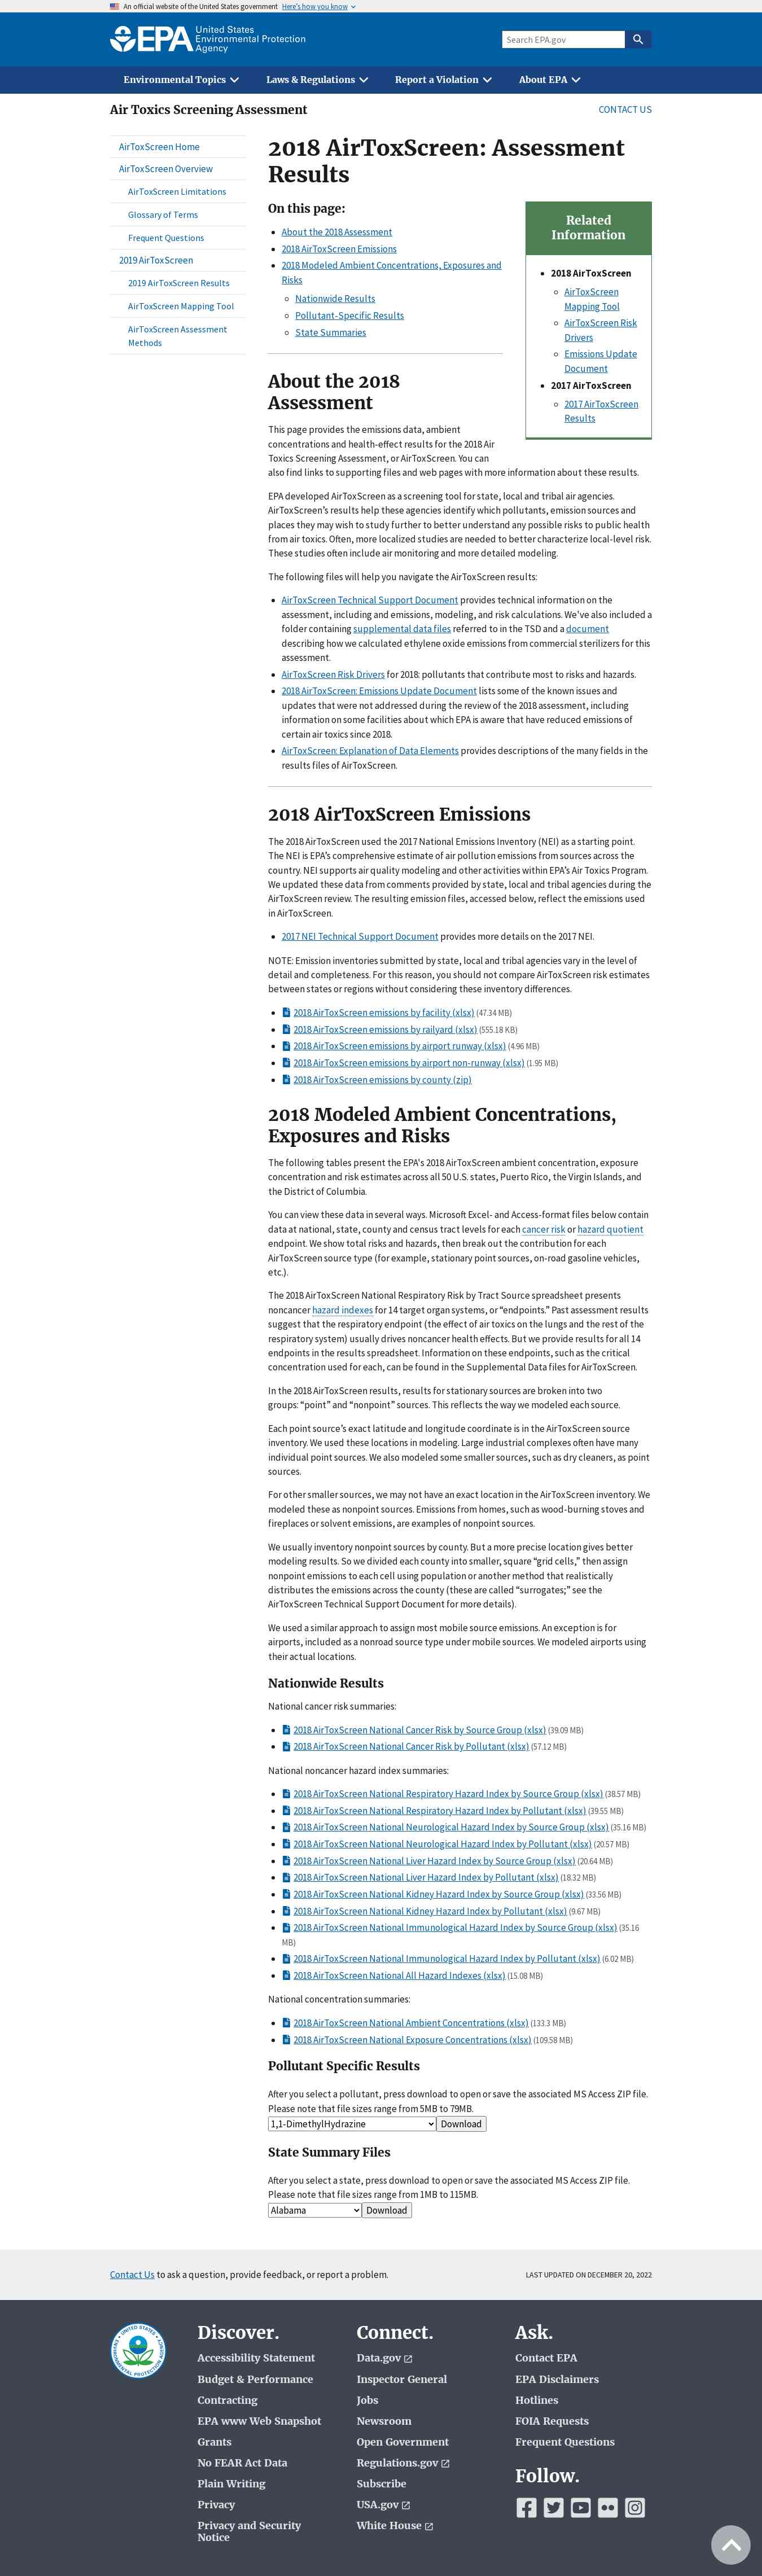 An official website of the United States government Here's how you know
EPA United States
Environmental Protection
Agency
Search EPA.gov
Environmental Topics Laws & Regulations Report a Violation About EPA
Air Toxics Screening Assessment
CONTACT US
AirToxScreen Home
AirToxScreen Overview
AirToxScreen Limitations
Glossary of Terms
Frequent Questions
2019 AirToxScreen
2019 AirToxScreen Results
AirToxScreen Mapping Tool
AirToxScreen Assessment
Methods
2018 AirToxScreen: Assessment
Results
On this page:
About the 2018 Assessment
2018 AirToxScreen Emissions
2018 Modeled Ambient Concentrations, Exposures and
Risks
Nationwide Results
Pollutant-Specific Results
State Summaries
Related
Information
2018 AirToxScreen
AirToxScreen
Mapping Tool
AirToxScreen Risk
Drivers
Emissions Update
Document
2017 AirToxScreen
2017 AirToxScreen
Results
About the 2018
Assessment
This page provides the emissions data, ambient
concentrations and health-effect results for the 2018 Air
Toxics Screening Assessment, or AirToxScreen. You can
also find links to supporting files and web pages with more information about these results.
EPA developed AirToxScreen as a screening tool for state, local and tribal air agencies.
AirToxScreen's results help these agencies identify which pollutants, emission sources and
places they may wish to study further to better understand any possible risks to public health
from air toxics. Often, more localized studies are needed to better characterize local-level risk.
These studies often include air monitoring and more detailed modeling.
The following files will help you navigate the AirToxScreen results:
AirToxScreen Technical Support Document provides technical information on the
assessment, including and emissions, modeling, and risk calculations. We've also included a
folder containing supplemental data files referred to in the TSD and a document
describing how we calculated ethylene oxide emissions from commercial sterilizers for this
assessment.
AirToxScreen Risk Drivers for 2018: pollutants that contribute most to risks and hazards.
2018 AirToxScreen: Emissions Update Document lists some of the known issues and
updates that were not addressed during the review of the 2018 assessment, including
information on some facilities about which EPA is aware that have reduced emissions of
certain air toxics since 2018.
AirToxScreen: Explanation of Data Elements provides descriptions of the many fields in the
results files of AirToxScreen.
2018 AirToxScreen Emissions
The 2018 AirToxScreen used the 2017 National Emissions Inventory (NEI) as a starting point.
The NEI is EPA's comprehensive estimate of air pollution emissions from sources across the
country. NEI supports air quality modeling and other activities within EPA's Air Toxics Program.
We updated these data from comments provided by state, local and tribal agencies during the
AirToxScreen review. The resulting emission files, accessed below, reflect the emissions used
in AirToxScreen.
2017 NEI Technical Support Document provides more details on the 2017 NEI.
NOTE: Emission inventories submitted by state, local and tribal agencies vary in the level of
detail and completeness. For this reason, you should not compare AirToxScreen risk estimates
between states or regions without considering these inventory differences.
2018 AirToxScreen emissions by facility (xlsx) (47.34 MB)
2018 AirToxScreen emissions by railyard (xlsx) (555.18 KB)
2018 AirToxScreen emissions by airport runway (xlsx) (4.96 MB)
2018 AirToxScreen emissions by airport non-runway (xlsx) (1.95 MB)
2018 AirToxScreen emissions by county (zip)
2018 Modeled Ambient Concentrations,
Exposures and Risks
The following tables present the EPA's 2018 AirToxScreen ambient concentration, exposure
concentration and risk estimates across all 50 U.S. states, Puerto Rico, the Virgin Islands, and
the District of Columbia.
You can view these data in several ways. Microsoft Excel- and Access-format files below contain
data at national, state, county and census tract levels for each cancer risk or hazard quotient
endpoint. We show total risks and hazards, then break out the contribution for each
AirToxScreen source type (for example, stationary point sources, on-road gasoline vehicles,
etc.).
The 2018 AirToxScreen National Respiratory Risk by Tract Source spreadsheet presents
noncancer hazard indexes for 14 target organ systems, or “endpoints.” Past assessment results
suggest that the respiratory endpoint (the effect of air toxics on the lungs and the rest of the
respiratory system) usually drives noncancer health effects. But we provide results for all 14
endpoints in the results spreadsheet. Information on these endpoints, such as the critical
concentration used for each, can be found in the Supplemental Data files for AirToxScreen.
In the 2018 AirToxScreen results, results for stationary sources are broken into two
groups: “point” and “nonpoint” sources. This reflects the way we modeled each source.
Each point source's exact latitude and longitude coordinate is in the AirToxScreen source
inventory. We used these locations in modeling. Large industrial complexes often have many
individual point sources. We also modeled some smaller sources, such as dry cleaners, as point
sources.
For other smaller sources, we may not have an exact location in the AirToxScreen inventory. We
modeled these as nonpoint sources. Emissions from homes, such as wood-burning stoves and
fireplaces or solvent emissions, are examples of nonpoint sources.
We usually inventory nonpoint sources by county. But a more precise location gives better
modeling results. So we divided each county into smaller, square “grid cells,” then assign
nonpoint emissions to each cell using population or another method that realistically
distributes the emissions across the county (these are called “surrogates;” see the
AirToxScreen Technical Support Document for more details).
We used a similar approach to assign most mobile source emissions. An exception is for
airports, included as a nonroad source type under mobile sources. We modeled airports using
their actual locations.
Nationwide Results
National cancer risk summaries:
2018 AirToxScreen National Cancer Risk by Source Group (xlsx) (39.09 MB)
2018 AirToxScreen National Cancer Risk by Pollutant (xlsx) (57.12 MB)
National noncancer hazard index summaries:
2018 AirToxScreen National Respiratory Hazard Index by Source Group (xlsx) (38.57 MB)
2018 AirToxScreen National Respiratory Hazard Index by Pollutant (xlsx) (39.55 MB)
2018 AirToxScreen National Neurological Hazard Index by Source Group (xlsx) (35.16 MB)
2018 AirToxScreen National Neurological Hazard Index by Pollutant (xlsx) (20.57 MB)
2018 AirToxScreen National Liver Hazard Index by Source Group (xlsx) (20.64 MB)
2018 AirToxScreen National Liver Hazard Index by Pollutant (xlsx) (18.32 MB)
2018 AirToxScreen National Kidney Hazard Index by Source Group (xlsx) (33.56 MB)
2018 AirToxScreen National Kidney Hazard Index by Pollutant (xlsx) (9.67 MB)
2018 AirToxScreen National Immunological Hazard Index by Source Group (xlsx) (35.16
MB)
2018 AirToxScreen National Immunological Hazard Index by Pollutant (xlsx) (6.02 MB)
2018 AirToxScreen National All Hazard Indexes (xlsx) (15.08 MB)
National concentration summaries:
2018 AirToxScreen National Ambient Concentrations (xlsx) (133.3 MB)
2018 AirToxScreen National Exposure Concentrations (xlsx) (109.58 MB)
Pollutant Specific Results
After you select a pollutant, press download to open or save the associated MS Access ZIP file.
Please note that file sizes range from 5MB to 79MB.
1,1-DimethylHydrazine Download
State Summary Files
After you select a state, press download to open or save the associated MS Access ZIP file.
Please note that file sizes range from 1MB to 115MB.
Alabama Download
Contact Us to ask a question, provide feedback, or report a problem.
LAST UPDATED ON DECEMBER 20, 2022
Discover.
Accessibility Statement
Budget & Performance
Contracting
EPA www Web Snapshot
Grants
No FEAR Act Data
Plain Writing
Privacy
Privacy and Security
Notice
Connect.
Data.gov
Inspector General
Jobs
Newsroom
Open Government
Regulations.gov
Subscribe
USA.gov
White House
Ask.
Contact EPA
EPA Disclaimers
Hotlines
FOIA Requests
Frequent Questions
Follow.